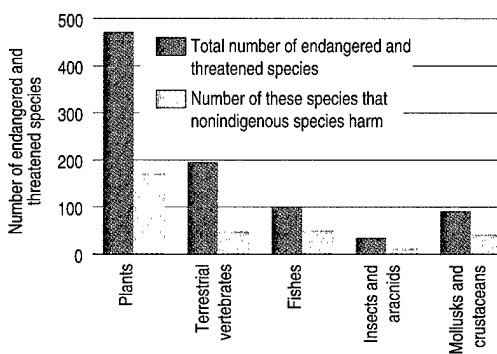 Number of endangered and
threatened species
500
400
300
200
100
0
Total number of endangered and
threatened species
Number of these species that
nonindigenous species harm
Plants
Terrestrial
vertebrates
Fishes
Insects and
aracnids
Mollusks and
crustaceans